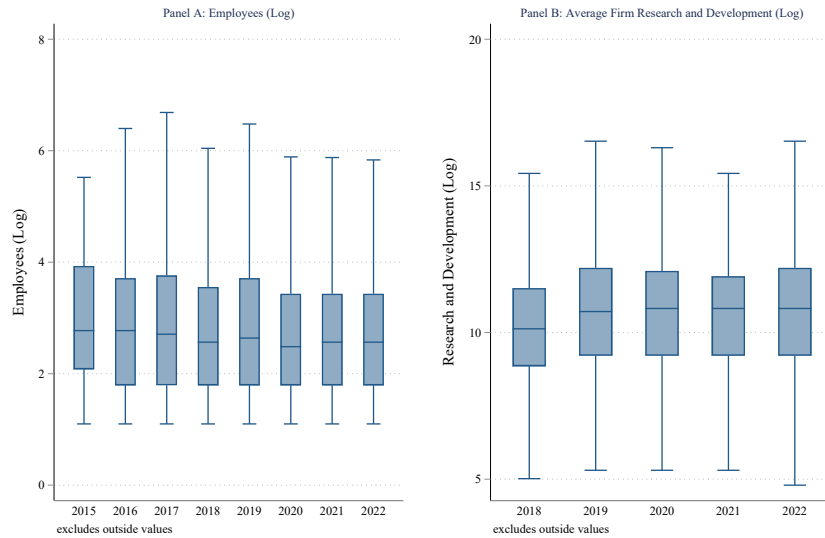 Panel A: Employees (Log)
8
6
4
2
0
Employees (Log)
2015 2016 2017 2018 2019 2020 2021 2022
excludes outside values
Panel B: Average Firm Research and Development (Log)
20
15
10
5
Research and Development (Log)
2018 2019 2020 2021 2022
excludes outside values